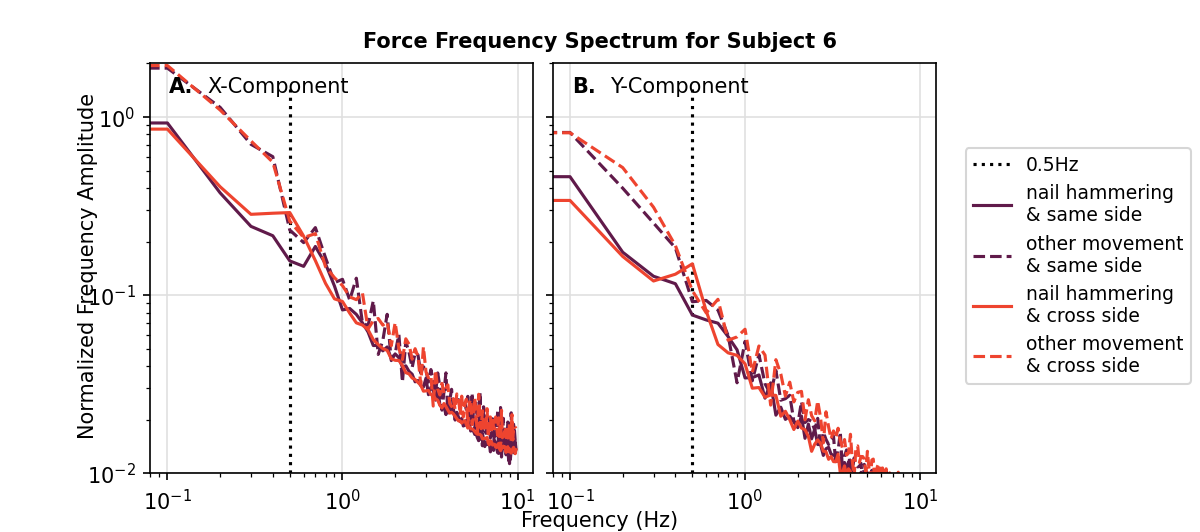 Force Frequency Spectrum for Subject 6
A. X-Component
B. Y-Component
Normalized Frequency Amplitude
10⁰
10⁻¹
10⁻²
10⁻¹ 10⁰ 10¹
10⁻¹ 10⁰ 10¹
Frequency (Hz)
0.5Hz
nail hammering
& same side
other movement
& same side
nail hammering
& cross side
other movement
& cross side